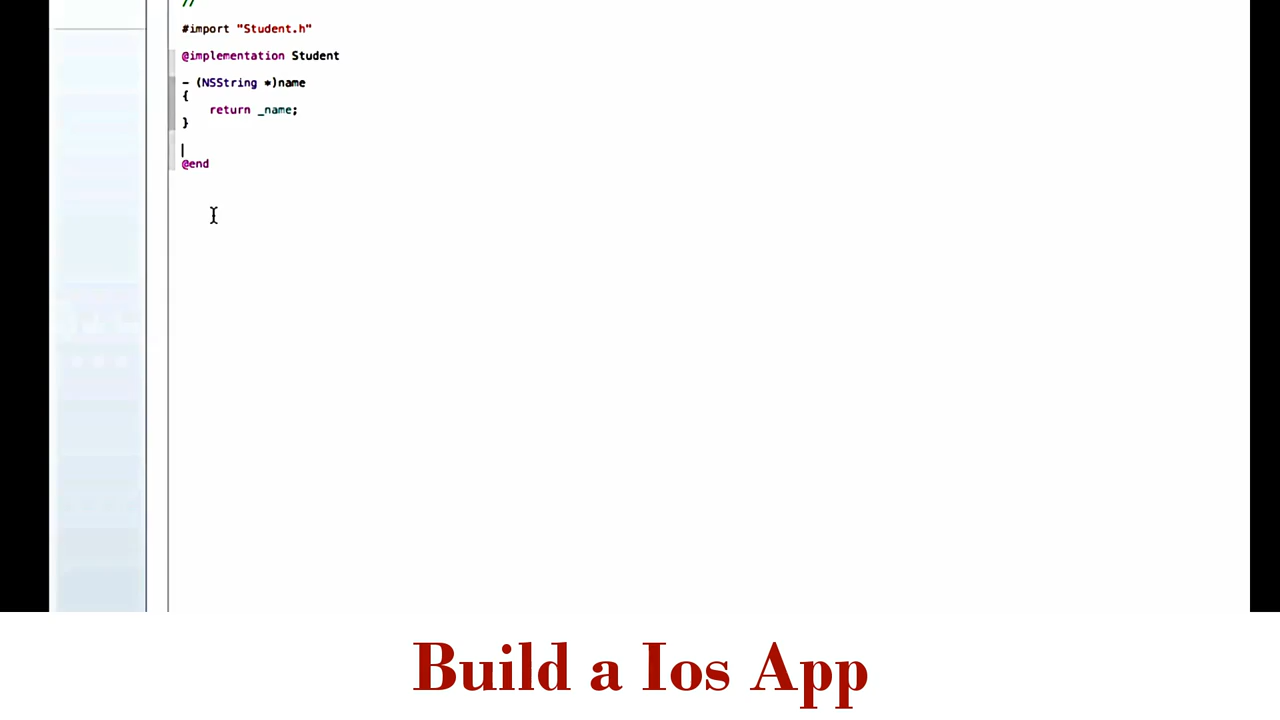 //
#import "Student.h"
@implementation Student
- (NSString *)name
{
return _name;
}
@end
Build a Ios App